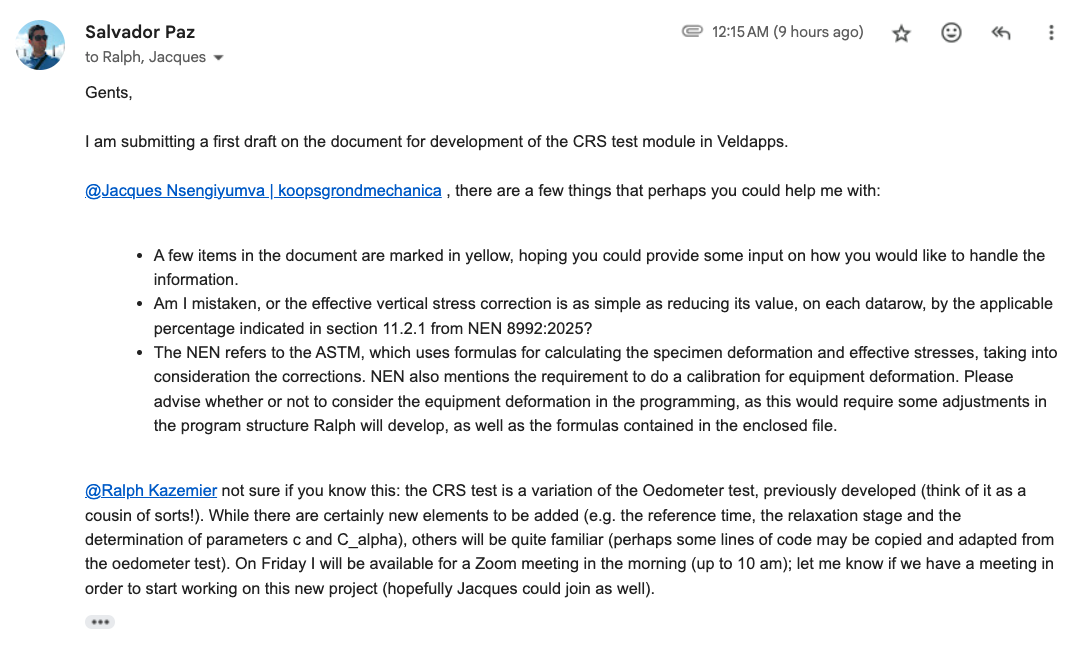 Salvador Paz
12:15 AM (9 hours ago)
to Ralph, Jacques
Gents,
I am submitting a first draft on the document for development of the CRS test module in Veldapps.
@Jacques Nsengiyumva | koopsgrondmechanica , there are a few things that perhaps you could help me with:
• A few items in the document are marked in yellow, hoping you could provide some input on how you would like to handle the
information.
• Am I mistaken, or the effective vertical stress correction is as simple as reducing its value, on each datarow, by the applicable
percentage indicated in section 11.2.1 from NEN 8992:2025?
• The NEN refers to the ASTM, which uses formulas for calculating the specimen deformation and effective stresses, taking into
consideration the corrections. NEN also mentions the requirement to do a calibration for equipment deformation. Please
advise whether or not to consider the equipment deformation in the programming, as this would require some adjustments in
the program structure Ralph will develop, as well as the formulas contained in the enclosed file.
@Ralph Kazemier not sure if you know this: the CRS test is a variation of the Oedometer test, previously developed (think of it as a
cousin of sorts!). While there are certainly new elements to be added (e.g. the reference time, the relaxation stage and the
determination of parameters c and C_alpha), others will be quite familiar (perhaps some lines of code may be copied and adapted from
the oedometer test). On Friday I will be available for a Zoom meeting in the morning (up to 10 am); let me know if we have a meeting in
order to start working on this new project (hopefully Jacques could join as well).